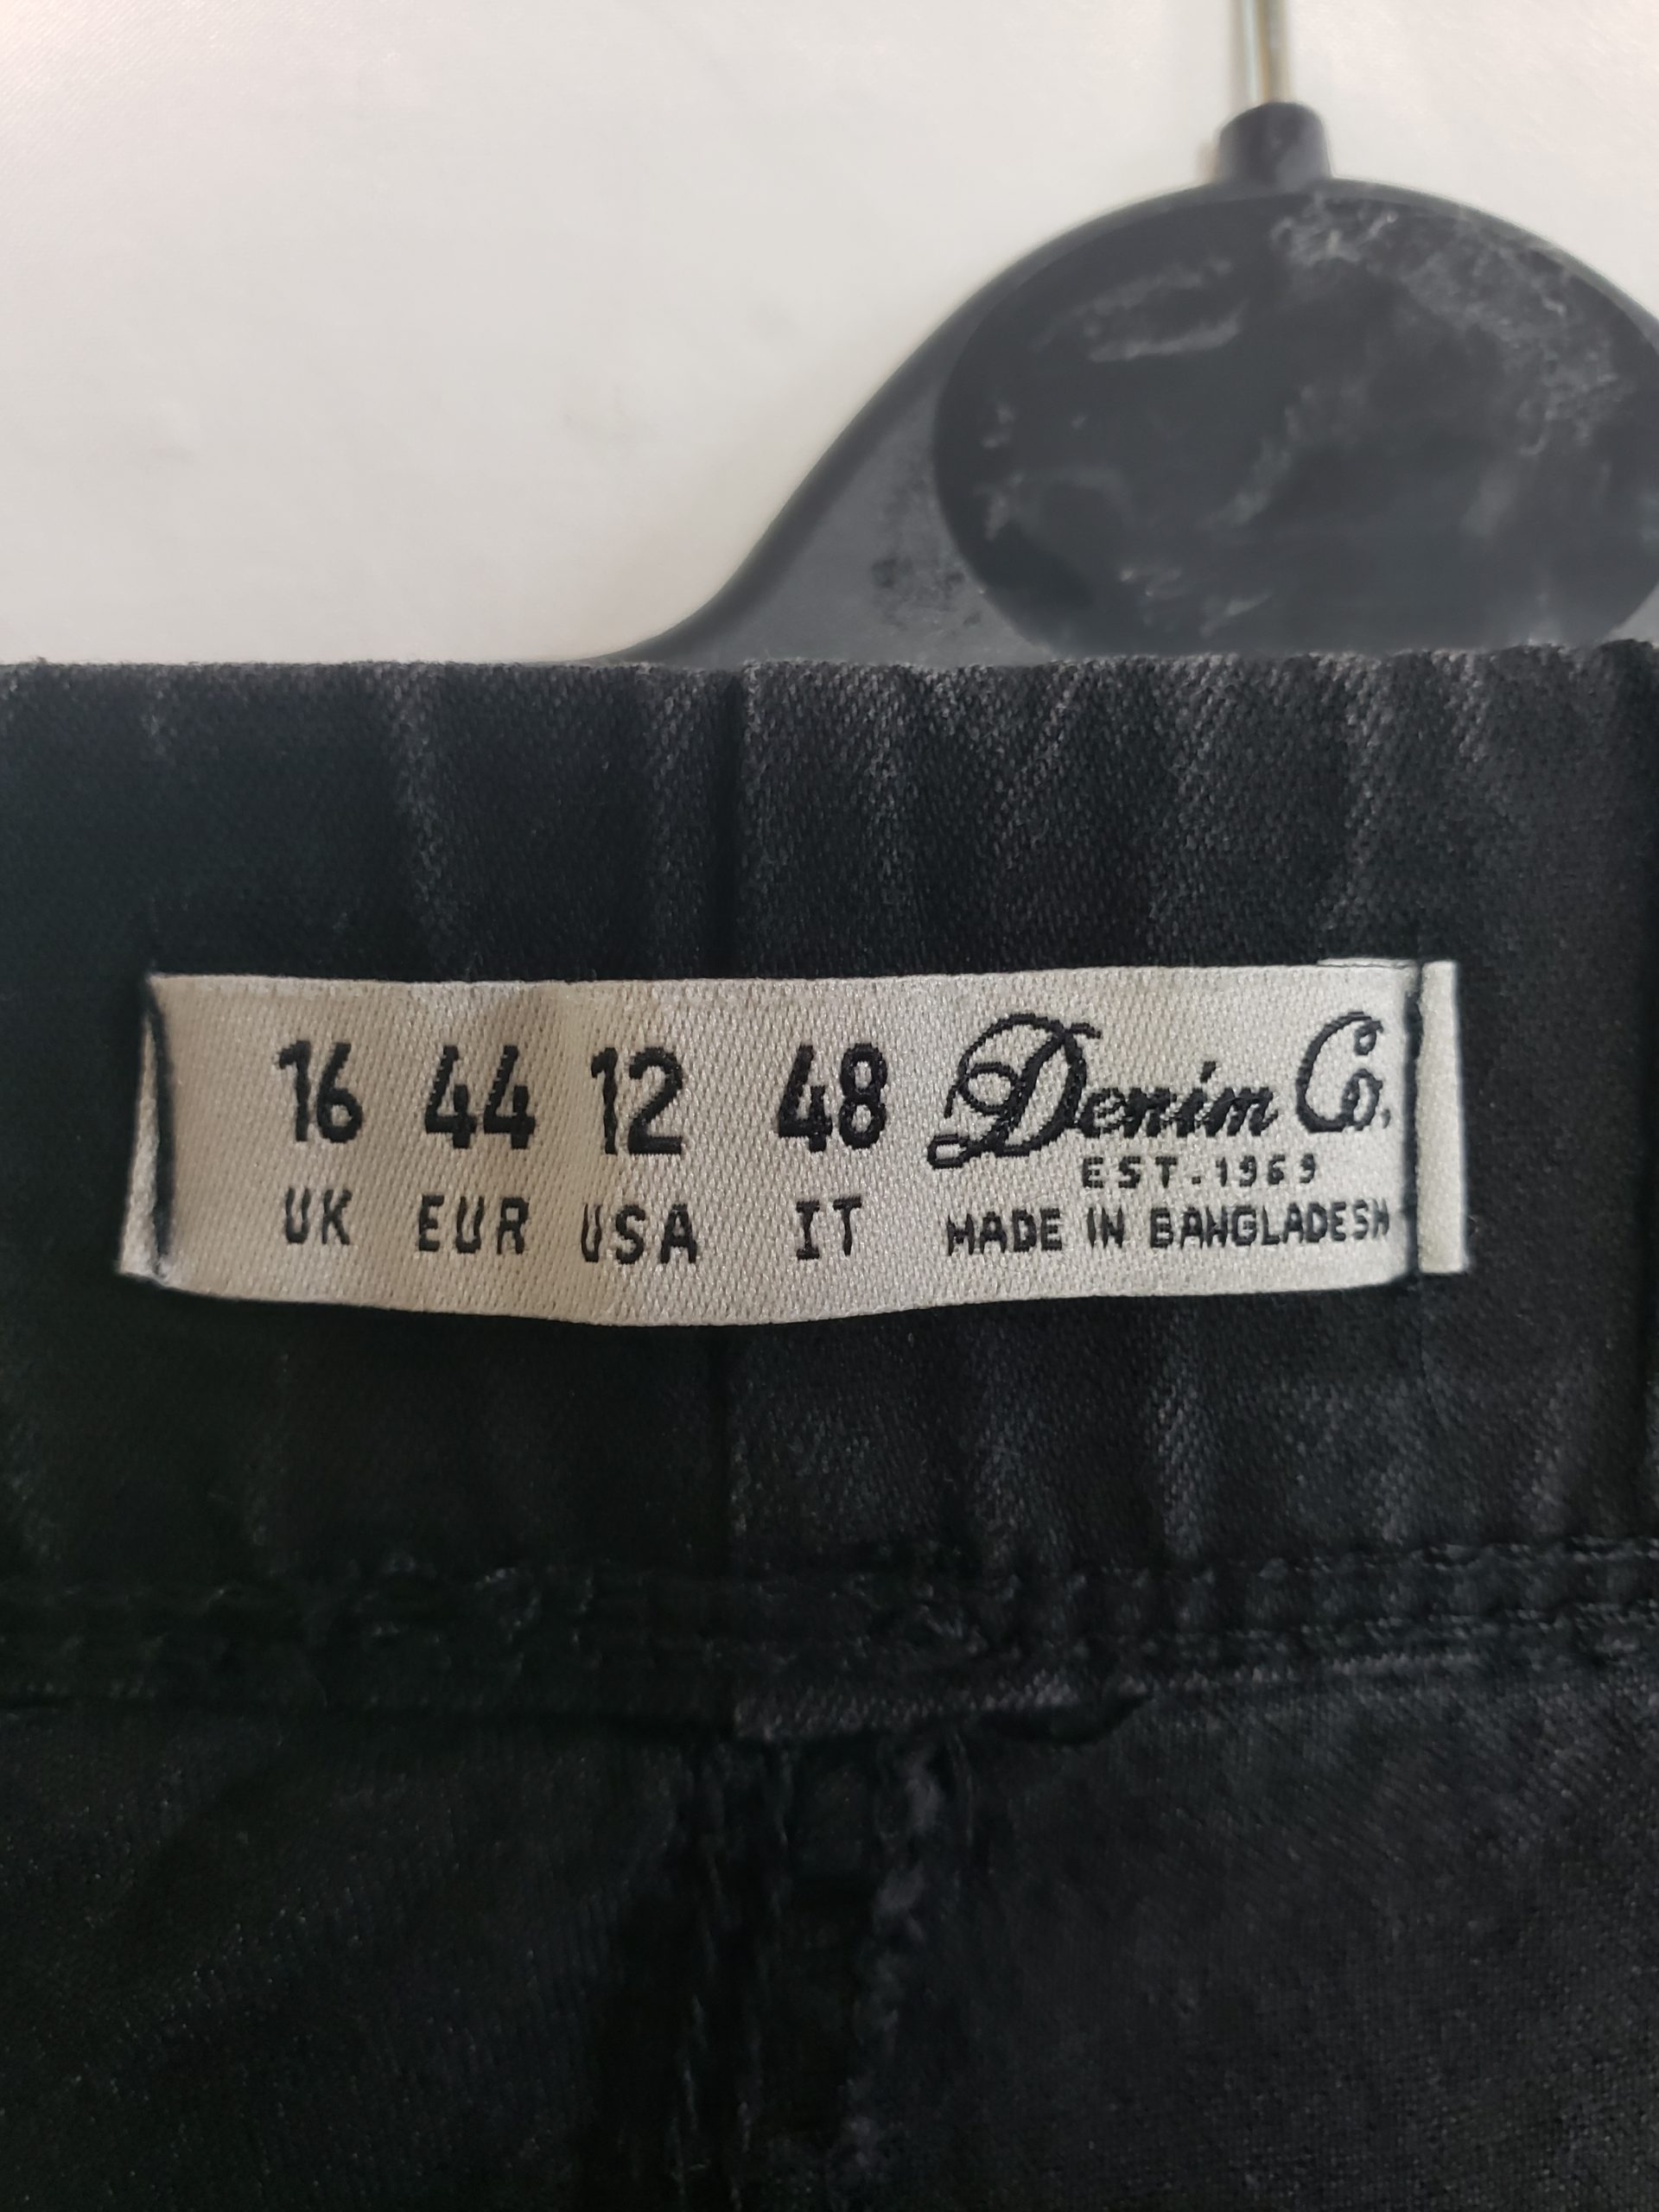 16 44 12 48 Denim Co.
EST. 1969
UK EUR USA IT MADE IN BANGLADESH